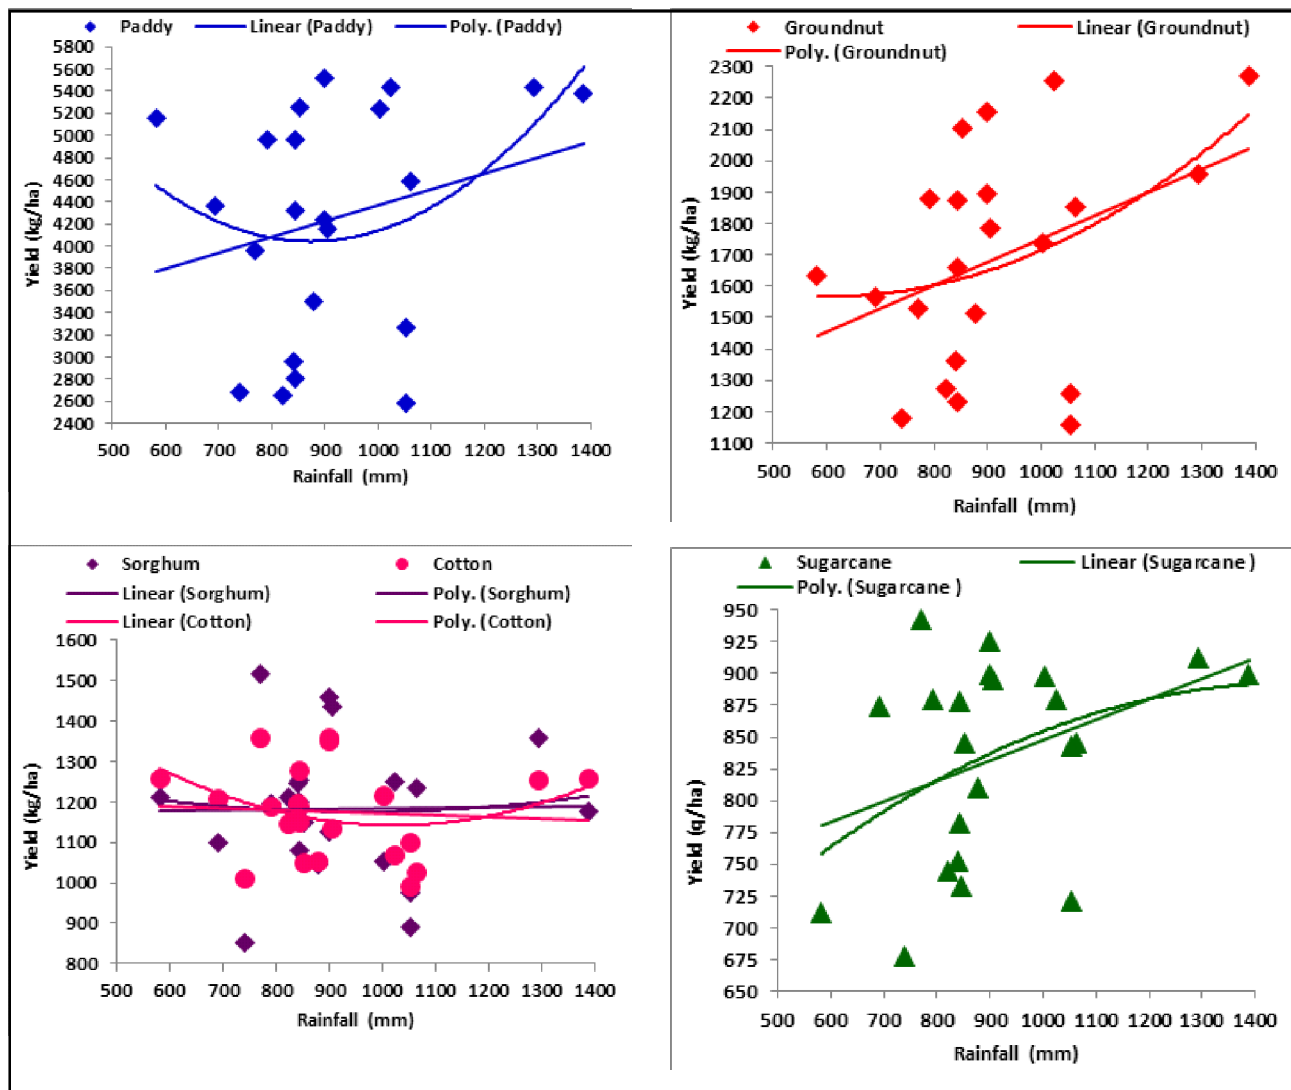 Paddy Linear (Paddy) Poly. (Paddy)
5800
5600
5400
5200
5000
4800
4600
4400
4200
4000
3800
3600
3400
3200
3000
2800
2600
2400
Yield (kg/ha)
500 600 700 800 900 1000 1100 1200 1300 1400
Rainfall (mm)
Groundnut Linear (Groundnut)
Poly. (Groundnut)
2300
2200
2100
2000
1900
1800
1700
1600
1500
1400
1300
1200
1100
Yield (kg/ha)
500 600 700 800 900 1000 1100 1200 1300 1400
Rainfall (mm)
Sorghum Cotton
Linear (Sorghum) Poly. (Sorghum)
Linear (Cotton) Poly. (Cotton)
1600
1500
1400
1300
1200
1100
1000
900
800
Yield (kg/ha)
500 600 700 800 900 1000 1100 1200 1300 1400
Rainfall (mm)
Sugarcane Linear (Sugarcane )
Poly. (Sugarcane )
950
925
900
875
850
825
800
775
750
725
700
675
650
Yield (q/ha)
500 600 700 800 900 1000 1100 1200 1300 1400
Rainfall (mm)